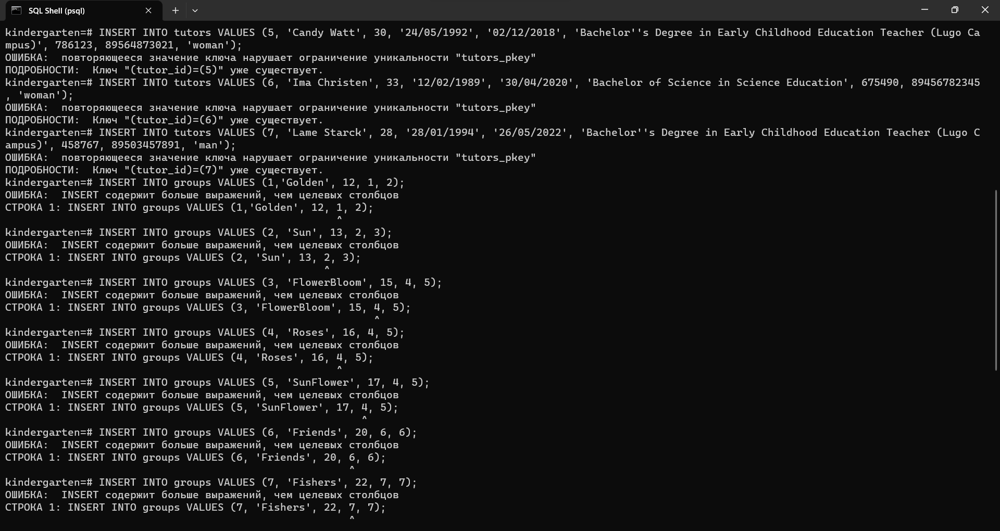 SQL Shell (psql)
kindergarten=# INSERT INTO tutors VALUES (5, 'Candy Watt', 30, '24/05/1992', '02/12/2018', 'Bachelor''s Degree in Early Childhood Education Teacher (Lugo Ca
mpus)', 786123, 89564873021, 'woman');
ОШИБКА:  повторяющееся значение ключа нарушает ограничение уникальности "tutors_pkey"
ПОДРОБНОСТИ:  Ключ "(tutor_id)=(5)" уже существует.
kindergarten=# INSERT INTO tutors VALUES (6, 'Ima Christen', 33, '12/02/1989', '30/04/2020', 'Bachelor of Science in Science Education', 675490, 89456782345
, 'woman');
ОШИБКА:  повторяющееся значение ключа нарушает ограничение уникальности "tutors_pkey"
ПОДРОБНОСТИ:  Ключ "(tutor_id)=(6)" уже существует.
kindergarten=# INSERT INTO tutors VALUES (7, 'Lame Starck', 28, '28/01/1994', '26/05/2022', 'Bachelor''s Degree in Early Childhood Education Teacher (Lugo C
ampus)', 458767, 89503457891, 'man');
ОШИБКА:  повторяющееся значение ключа нарушает ограничение уникальности "tutors_pkey"
ПОДРОБНОСТИ:  Ключ "(tutor_id)=(7)" уже существует.
kindergarten=# INSERT INTO groups VALUES (1,'Golden', 12, 1, 2);
ОШИБКА:  INSERT содержит больше выражений, чем целевых столбцов
СТРОКА 1: INSERT INTO groups VALUES (1,'Golden', 12, 1, 2);
^
kindergarten=# INSERT INTO groups VALUES (2, 'Sun', 13, 2, 3);
ОШИБКА:  INSERT содержит больше выражений, чем целевых столбцов
СТРОКА 1: INSERT INTO groups VALUES (2, 'Sun', 13, 2, 3);
^
kindergarten=# INSERT INTO groups VALUES (3, 'FlowerBloom', 15, 4, 5);
ОШИБКА:  INSERT содержит больше выражений, чем целевых столбцов
СТРОКА 1: INSERT INTO groups VALUES (3, 'FlowerBloom', 15, 4, 5);
^
kindergarten=# INSERT INTO groups VALUES (4, 'Roses', 16, 4, 5);
ОШИБКА:  INSERT содержит больше выражений, чем целевых столбцов
СТРОКА 1: INSERT INTO groups VALUES (4, 'Roses', 16, 4, 5);
^
kindergarten=# INSERT INTO groups VALUES (5, 'SunFlower', 17, 4, 5);
ОШИБКА:  INSERT содержит больше выражений, чем целевых столбцов
СТРОКА 1: INSERT INTO groups VALUES (5, 'SunFlower', 17, 4, 5);
^
kindergarten=# INSERT INTO groups VALUES (6, 'Friends', 20, 6, 6);
ОШИБКА:  INSERT содержит больше выражений, чем целевых столбцов
СТРОКА 1: INSERT INTO groups VALUES (6, 'Friends', 20, 6, 6);
^
kindergarten=# INSERT INTO groups VALUES (7, 'Fishers', 22, 7, 7);
ОШИБКА:  INSERT содержит больше выражений, чем целевых столбцов
СТРОКА 1: INSERT INTO groups VALUES (7, 'Fishers', 22, 7, 7);
^